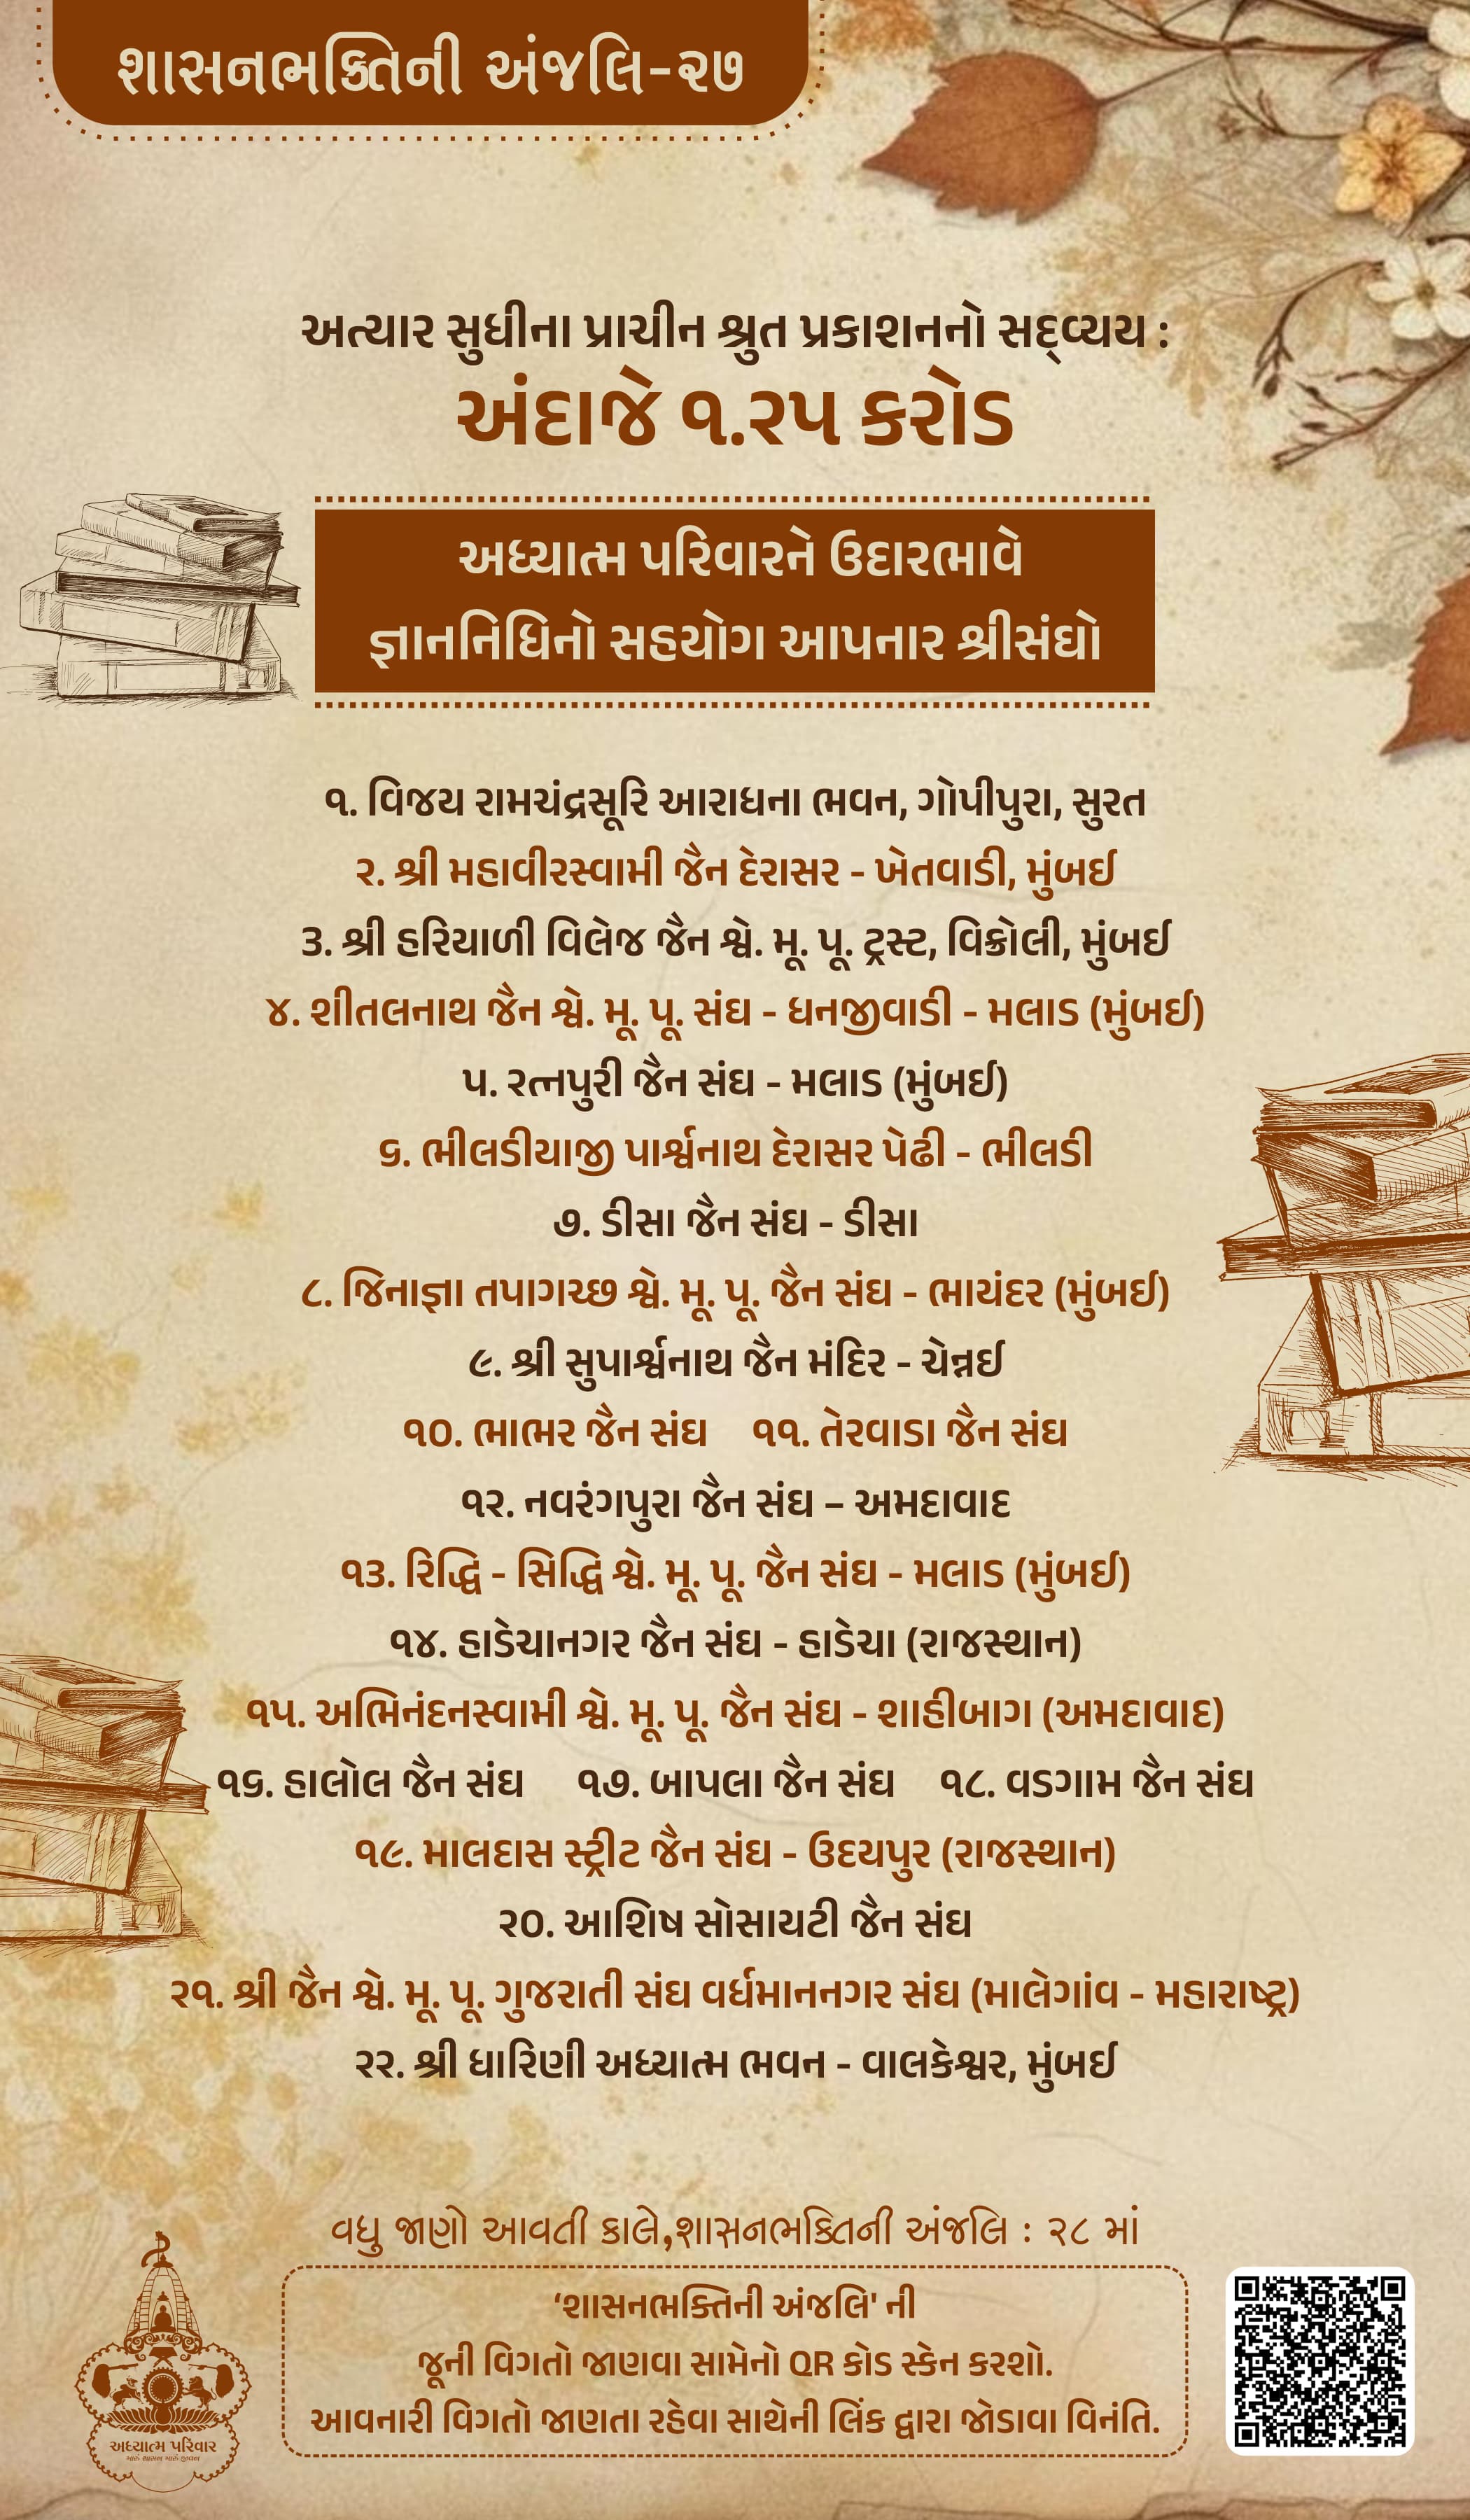 શાસનભક્તિની અંજલિ-૨૭
અત્યાર સુધીના પ્રાચીન શ્રુત પ્રકાશનનો સદ્‌વ્યય :
અંદાજે ૧.૨૫ કરોડ
અધ્યાત્મ પરિવારને ઉદારભાવે
જ્ઞાનનિધિનો સહયોગ આપનાર શ્રીસંઘો
૧. વિજય રામચંદ્રસૂરિ આરાધના ભવન, ગોપીપુરા, સુરત
૨. શ્રી મહાવીરસ્વામી જૈન દેરાસર - ખેતવાડી, મુંબઈ
૩. શ્રી હરિયાળી વિલેજ જૈન શ્વે. મૂ. પૂ. ટ્રસ્ટ, વિક્રોલી, મુંબઈ
૪. શીતલનાથ જૈન શ્વે. મૂ. પૂ. સંઘ - ધનજીવાડી - મલાડ (મુંબઈ)
૫. રત્નપુરી જૈન સંઘ - મલાડ (મુંબઈ)
૬. ભીલડીયાજી પાર્શ્વનાથ દેરાસર પેઢી - ભીલડી
૭. ડીસા જૈન સંઘ - ડીસા
૮. જિનાજ્ઞા તપાગચ્છ શ્વે. મૂ. પૂ. જૈન સંઘ - ભાયંદર (મુંબઈ)
૯. શ્રી સુપાર્શ્વનાથ જૈન મંદિર - ચેન્નઈ
૧૦. ભાભર જૈન સંઘ ૧૧. તેરવાડા જૈન સંઘ
૧૨. નવરંગપુરા જૈન સંઘ – અમદાવાદ
૧૩. રિદ્ધિ - સિદ્ધિ શ્વે. મૂ. પૂ. જૈન સંઘ - મલાડ (મુંબઈ)
૧૪. હાડેચાનગર જૈન સંઘ - હાડેચા (રાજસ્થાન)
૧૫. અભિનંદનસ્વામી શ્વે. મૂ. પૂ. જૈન સંઘ - શાહીબાગ (અમદાવાદ)
૧૬. હાલોલ જૈન સંઘ ૧૭. બાપલા જૈન સંઘ ૧૮. વડગામ જૈન સંઘ
૧૯. માલદાસ સ્ટ્રીટ જૈન સંઘ - ઉદયપુર (રાજસ્થાન)
૨૦. આશિષ સોસાયટી જૈન સંઘ
૨૧. શ્રી જૈન શ્વે. મૂ. પૂ. ગુજરાતી સંઘ વર્ધમાનનગર સંઘ (માલેગાંવ - મહારાષ્ટ્ર)
૨૨. શ્રી ધારિણી અધ્યાત્મ ભવન - વાલકેશ્વર, મુંબઈ
વધુ જાણો આવતી કાલે,શાસનભક્તિની અંજલિ : ૨૮ માં
‘શાસનભક્તિની અંજલિ' ની
જૂની વિગતો જાણવા સામેનો QR કોડ સ્કેન કરશો.
આવનારી વિગતો જાણતા રહેવા સાથેની લિંક દ્વારા જોડાવા વિનંતિ.
અધ્યાત્મ પરિવાર